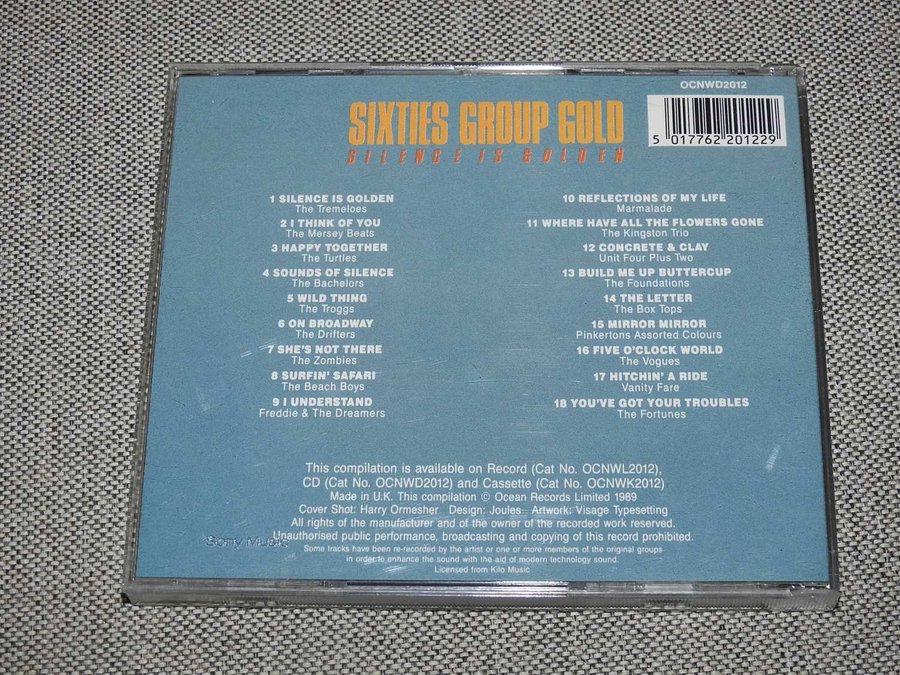 OCNWD2012
SIXTIES GROUP GOLD
SILENCE IS GOLDEN
5 017762 201229
1 SILENCE IS GOLDEN
The Tremeloes
2 I THINK OF YOU
The Mersey Beats
3 HAPPY TOGETHER
The Turtles
4 SOUNDS OF SILENCE
The Bachelors
5 WILD THING
The Troggs
6 ON BROADWAY
The Drifters
7 SHE'S NOT THERE
The Zombies
8 SURFIN' SAFARI
The Beach Boys
9 I UNDERSTAND
Freddie & The Dreamers
10 REFLECTIONS OF MY LIFE
Marmalade
11 WHERE HAVE ALL THE FLOWERS GONE
The Kingston Trio
12 CONCRETE & CLAY
Unit Four Plus Two
13 BUILD ME UP BUTTERCUP
The Foundations
14 THE LETTER
The Box Tops
15 MIRROR MIRROR
Pinkertons Assorted Colours
16 FIVE O'CLOCK WORLD
The Vogues
17 HITCHIN' A RIDE
Vanity Fare
18 YOU'VE GOT YOUR TROUBLES
The Fortunes
This compilation is available on Record (Cat No. OCNWL2012),
CD (Cat No. OCNWD2012) and Cassette (Cat No. OCNWK2012)
Made in U.K. This compilation © Ocean Records Limited 1989
Cover Shot: Harry Ormesher Design: Joules Artwork: Visage Typesetting
All rights of the manufacturer and of the owner of the recorded work reserved.
Unauthorised public performance, broadcasting and copying of this record prohibited.
Some tracks have been re-recorded by the artist or one or more members of the original groups
in order to enhance the sound with the aid of modern technology sound.
Licensed from Kilo Music
Sony Music